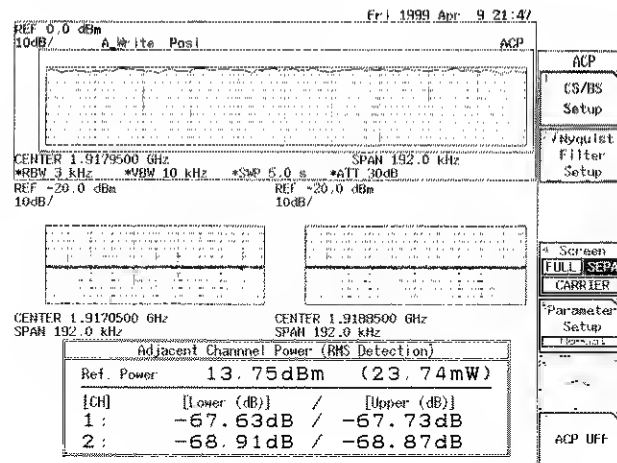 Fri 1999 Apr 9 21:47
REF 0.0 dBm
10dB/ A_Write Posi ACP
CENTER 1.9179500 GHz SPAN 192.0 kHz
*RBW 3 kHz *VBW 10 kHz *SWP 5.0 s *ATT 30dB
REF -20.0 dBm REF -20.0 dBm
10dB/ 10dB/
CENTER 1.9170500 GHz CENTER 1.9188500 GHz
SPAN 192.0 kHz SPAN 192.0 kHz
Adjacent Channnel Power (RMS Detection)
Ref. Power 13.75dBm (23.74mW)
[CH] [Lower (dB)] / [Upper (dB)]
1: -67.63dB / -67.73dB
2: -68.91dB / -68.87dB
ACP
1
CS/BS
Setup
√Nyquist
Filter
Setup
4 Screen
FULL SEPA
CARRIER
Parameter
Setup
Normal
ACP OFF